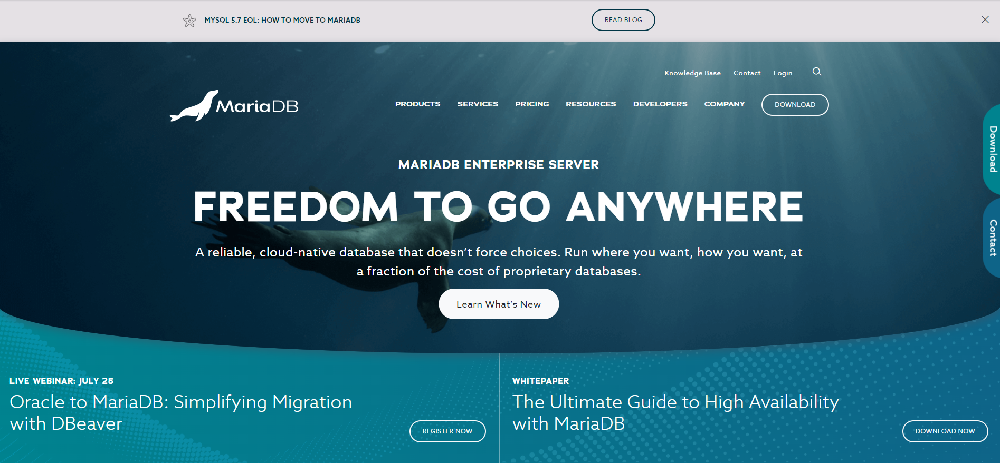 MYSQL 5.7 EOL: HOW TO MOVE TO MARIADB
READ BLOG
Knowledge Base
Contact
Login
MariaDB
PRODUCTS
SERVICES
PRICING
RESOURCES
DEVELOPERS
COMPANY
DOWNLOAD
Download
Contact
MARIADB ENTERPRISE SERVER
FREEDOM TO GO ANYWHERE
A reliable, cloud-native database that doesn’t force choices. Run where you want, how you want, at
a fraction of the cost of proprietary databases.
Learn What’s New
LIVE WEBINAR: JULY 25
Oracle to MariaDB: Simplifying Migration
with DBeaver
REGISTER NOW
WHITEPAPER
The Ultimate Guide to High Availability
with MariaDB
DOWNLOAD NOW